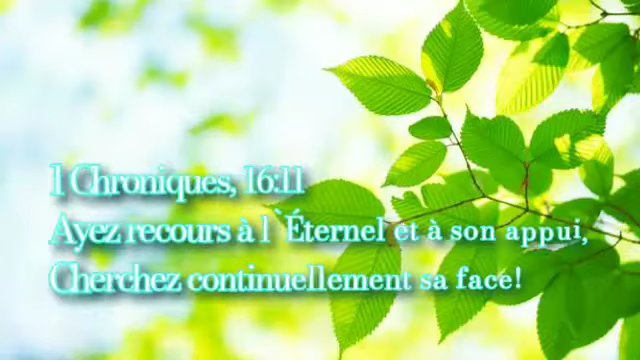 1 Chroniques, 16:11
Ayez recours à l`Éternel et à son appui,
Cherchez continuellement sa face!